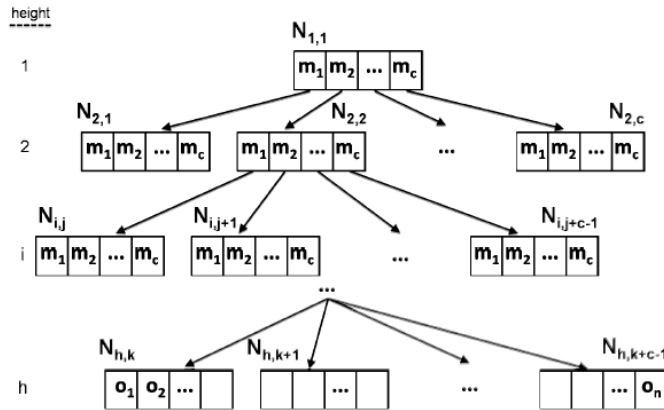 height
N1,1
1 m1 m2 ... mc
N2,1 N2,2 N2,c
2 m1 m2 ... mc m1 m2 ... mc ... m1 m2 ... mc
Ni,j Ni,j+1 Ni,j+c-1
i m1 m2 ... mc m1 m2 ... mc ... m1 m2 ... mc
...
Nh,k Nh,k+1 Nh,k+c-1
h o1 o2 ... ... ... ... on